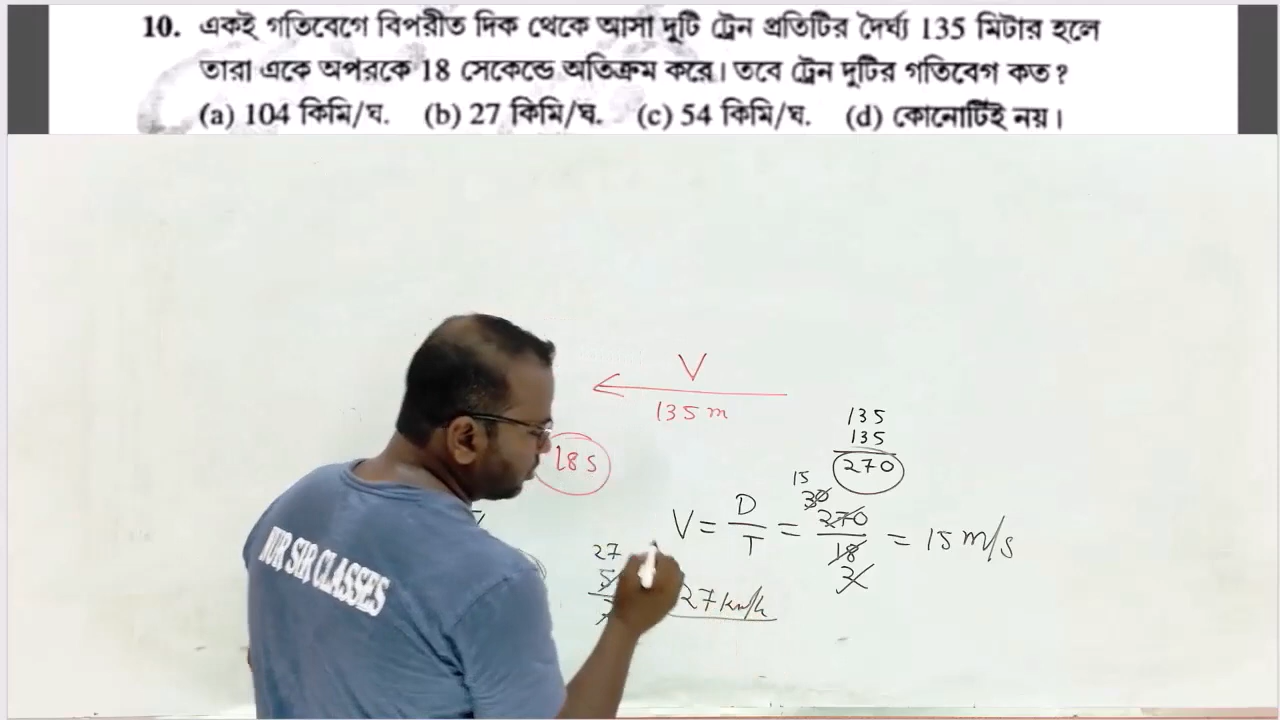 10. একই গতিবেগে বিপরীত দিক থেকে আসা দুটি ট্রেন প্রতিটির দৈর্ঘ্য 135 মিটার হলে
তারা একে অপরকে 18 সেকেন্ডে অতিক্রম করে। তবে ট্রেন দুটির গতিবেগ কত?
(a) 104 কিমি/ঘ. (b) 27 কিমি/ঘ. (c) 54 কিমি/ঘ. (d) কোনোটিই নয়।
V
135 m
18 s
135
135
270
15
30
V = D/T = 270/18 = 15 m/s
3
27
27 km/h
NUR SIR CLASSES